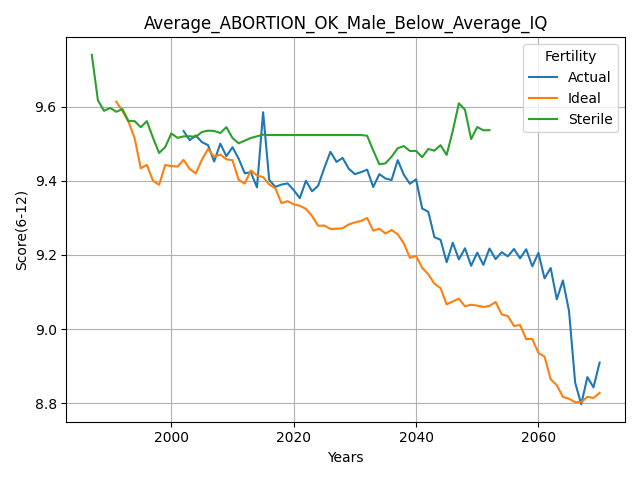 Average_ABORTION_OK_Male_Below_Average_IQ
Fertility
Actual
Ideal
Sterile
Score(6-12)
9.6
9.4
9.2
9.0
8.8
2000 2020 2040 2060
Years